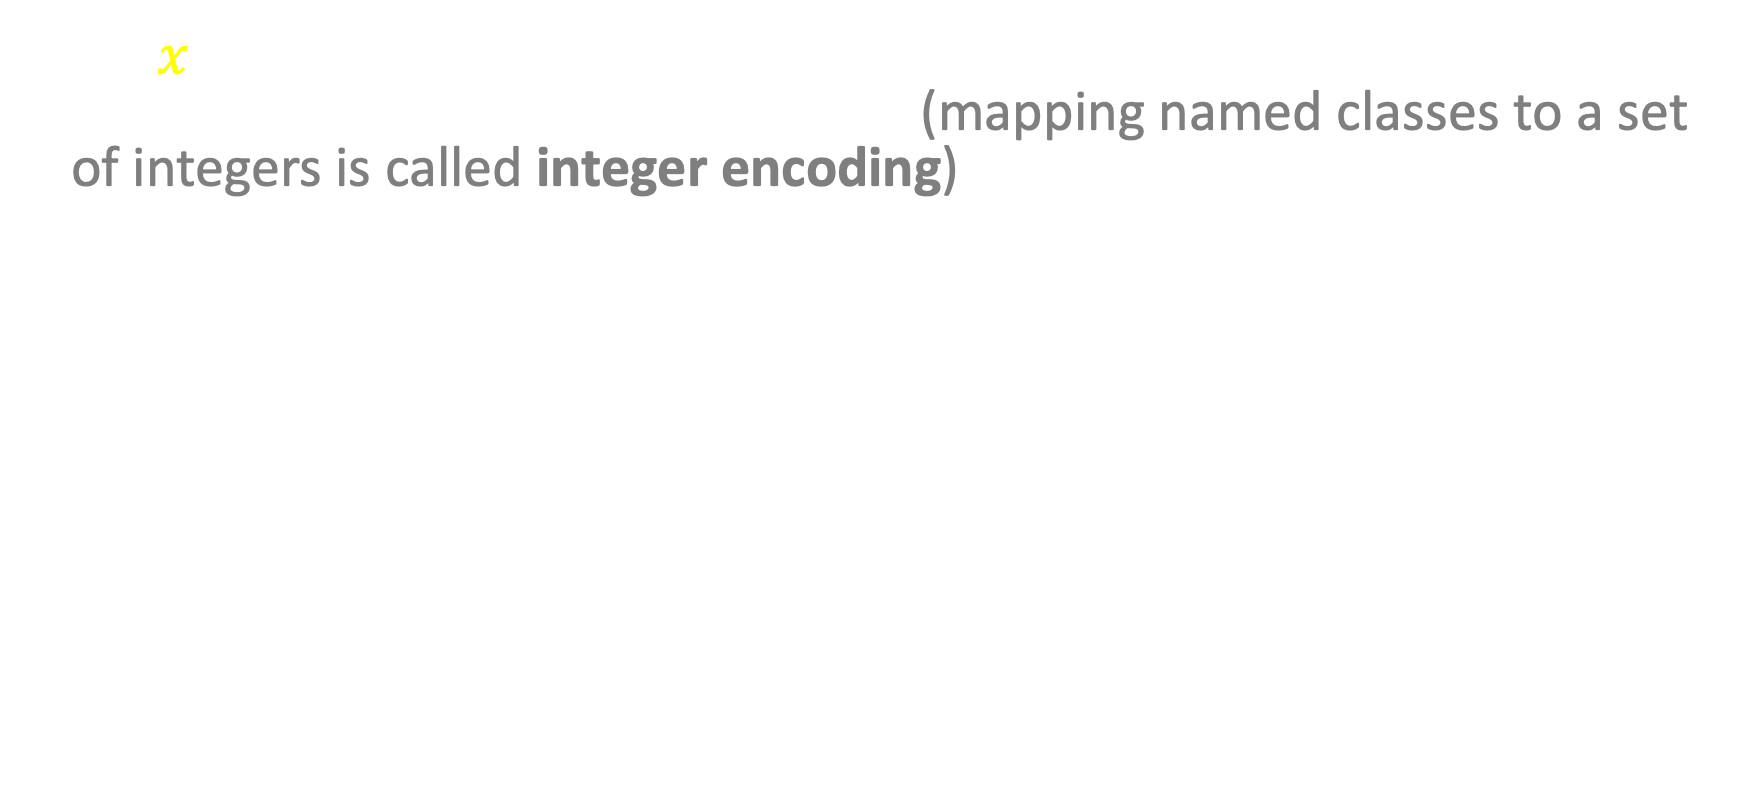 x
(mapping named classes to a set
of integers is called integer encoding)